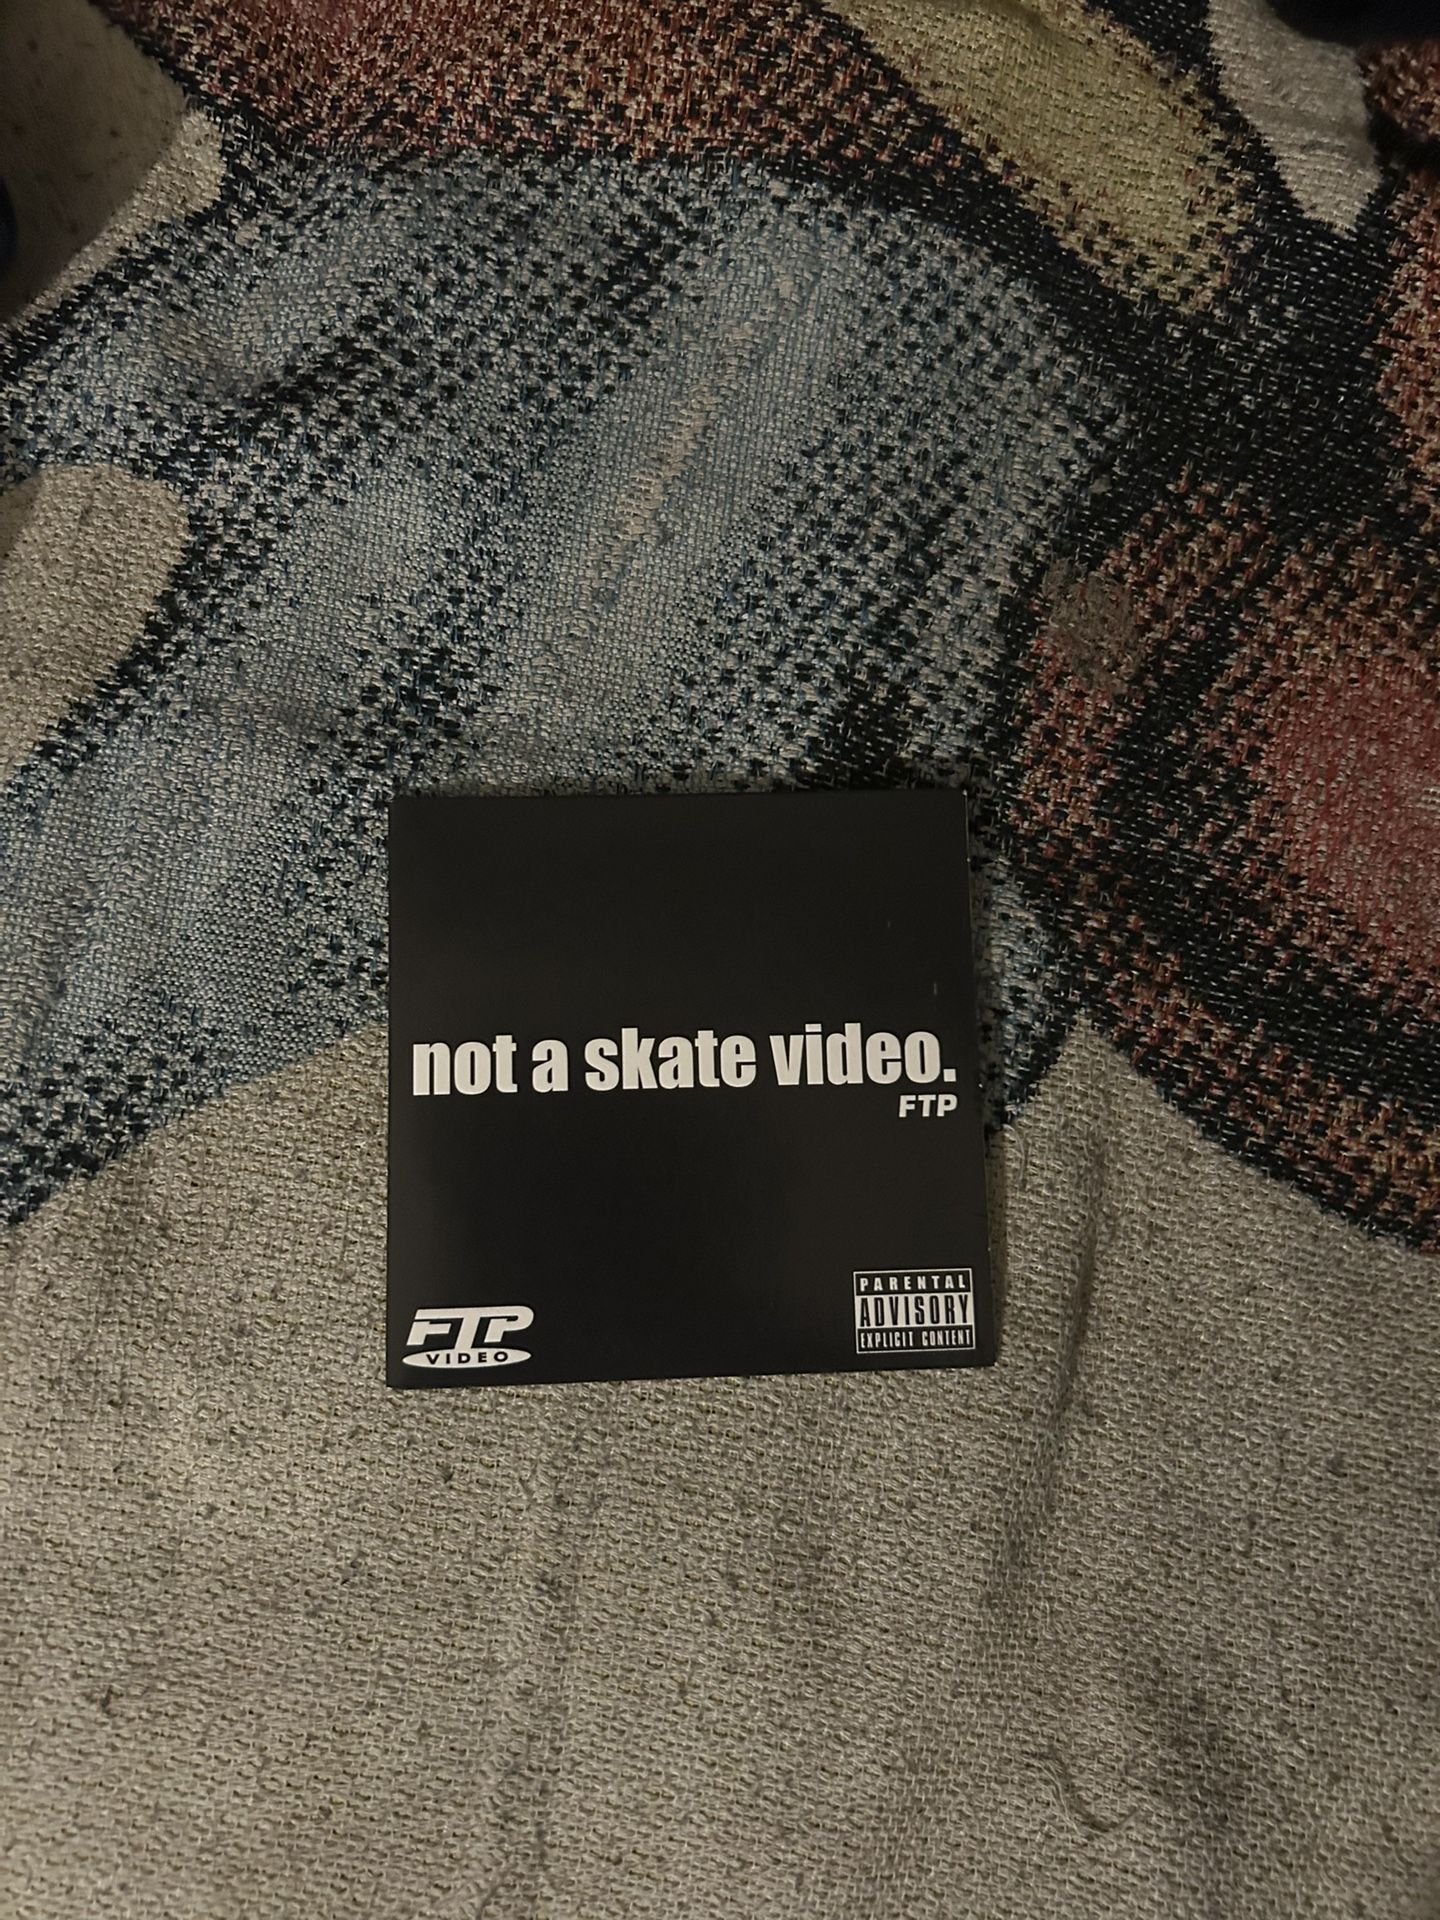 not a skate video.
FTP
FTP
VIDEO
PARENTAL
ADVISORY
EXPLICIT CONTENT